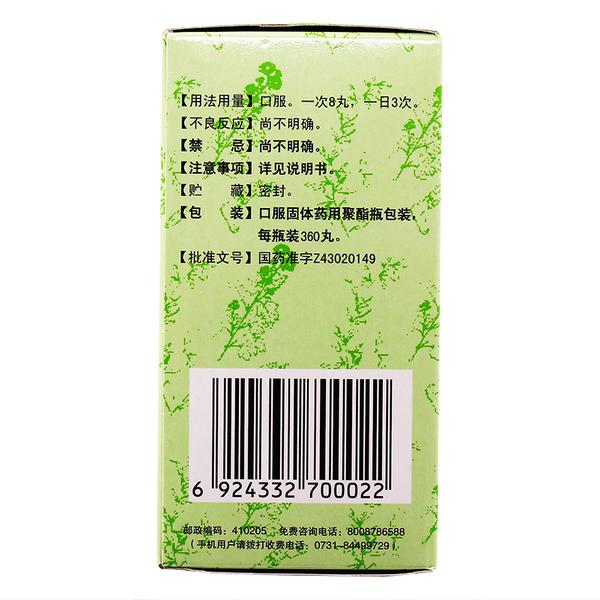 【用法用量】口服。一次8丸，一日3次。
【不良反应】尚不明确。
【禁　　忌】尚不明确。
【注意事项】详见说明书。
【贮　　藏】密封。
【包　　装】口服固体药用聚酯瓶包装，
每瓶装360丸。
【批准文号】国药准字Z43020149
6 924332 700022
邮政编码：410205　免费咨询电话：8008786588
（手机用户请拨打收费电话：0731-84499729）